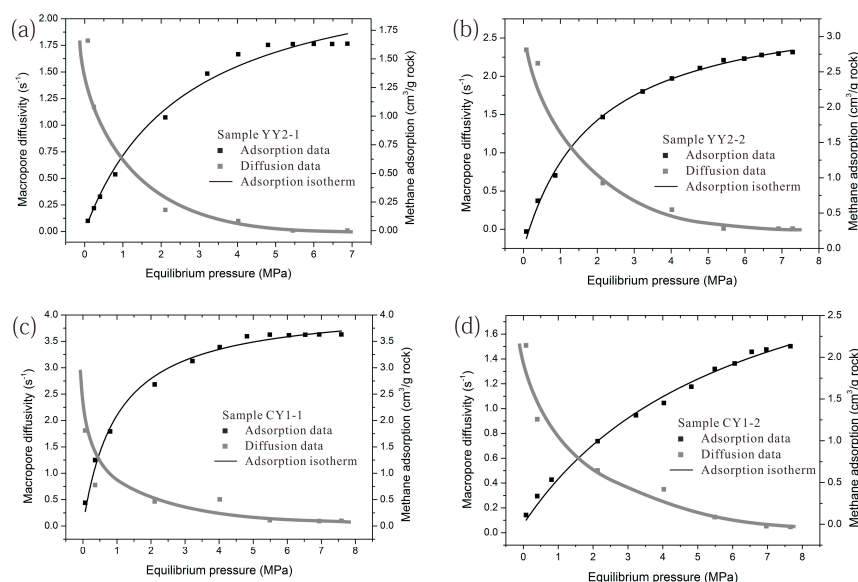 (a)
2.00
1.75
1.50
1.25
1.00
0.75
0.50
0.25
0.00
Macropore diffusivity (s⁻¹)
1.75
1.50
1.25
1.00
0.75
0.50
0.25
0.00
Methane adsorption (cm³/g rock)
Sample YY2-1
Adsorption data
Diffusion data
Adsorption isotherm
0 1 2 3 4 5 6 7
Equilibrium pressure (MPa)
(b)
2.5
2.0
1.5
1.0
0.5
0.0
Macropore diffusivity (s⁻¹)
3.0
2.5
2.0
1.5
1.0
0.5
0.0
Methane adsorption (cm³/g rock)
Sample YY2-2
Adsorption data
Diffusion data
Adsorption isotherm
0 1 2 3 4 5 6 7 8
Equilibrium pressure (MPa)
(c)
4.0
3.5
3.0
2.5
2.0
1.5
1.0
0.5
0.0
Macropore diffusivity (s⁻¹)
4.0
3.5
3.0
2.5
2.0
1.5
1.0
0.5
0.0
Methane adsorption (cm³/g rock)
Sample CY1-1
Adsorption data
Diffusion data
Adsorption isotherm
0 1 2 3 4 5 6 7 8
Equilibrium pressure (MPa)
(d)
1.6
1.4
1.2
1.0
0.8
0.6
0.4
0.2
0.0
Macropore diffusivity (s⁻¹)
2.5
2.0
1.5
1.0
0.5
0.0
Methane adsorption (cm³/g rock)
Sample CY1-2
Adsorption data
Diffusion data
Adsorption isotherm
0 1 2 3 4 5 6 7 8
Equilibrium pressure (MPa)